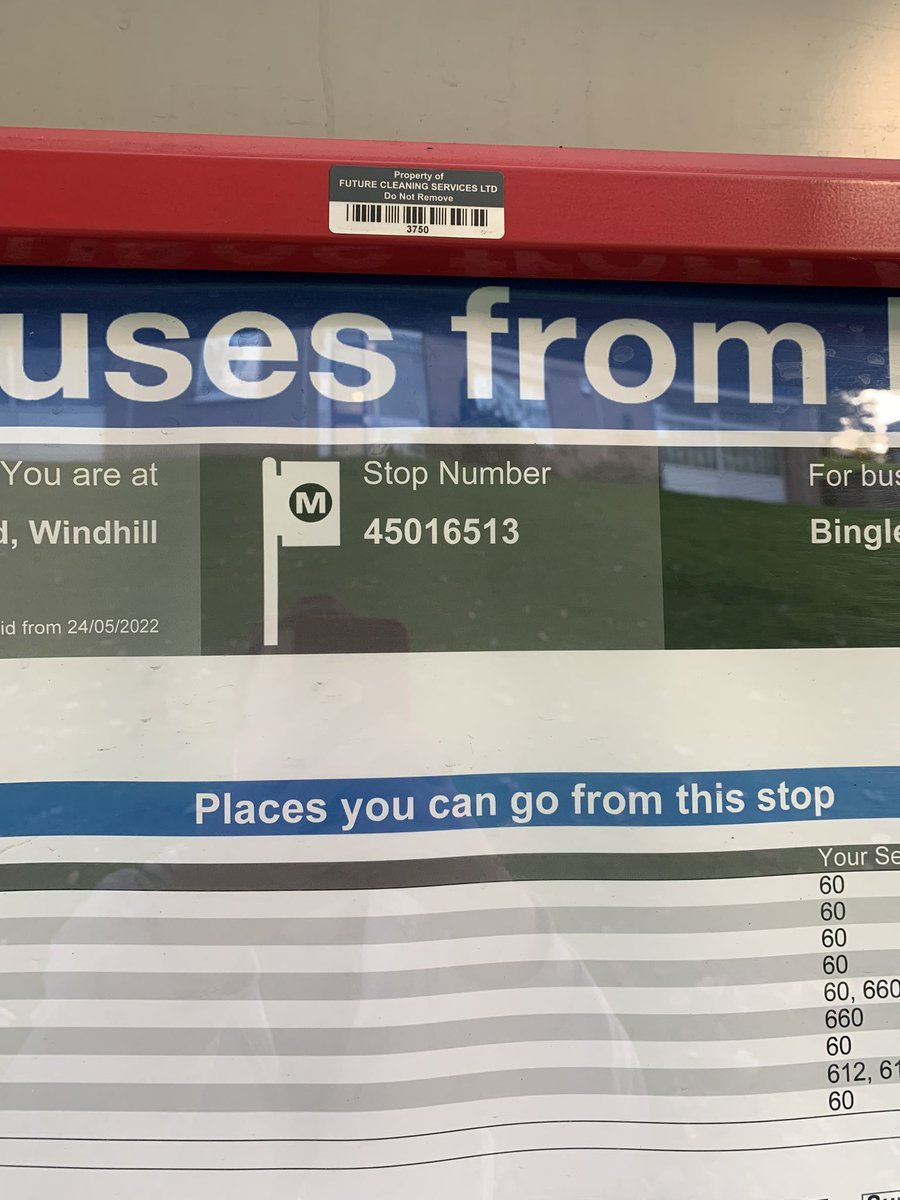 Property of
FUTURE CLEANING SERVICES LTD
Do Not Remove
3750
uses from
You are at
d, Windhill
id from 24/05/2022
M
Stop Number
45016513
For bus
Bingle
Places you can go from this stop
Your Se
60
60
60
60
60, 660
660
60
612, 61
60